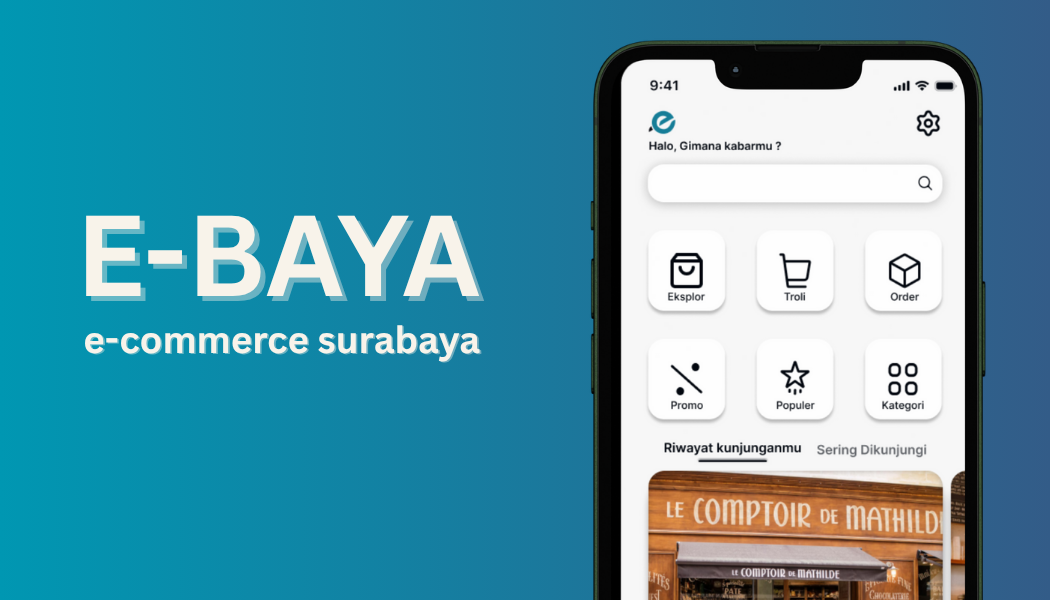 E-BAYA
e-commerce surabaya
9:41
Halo, Gimana kabarmu ?
Eksplor
Troli
Order
Promo
Populer
Kategori
Riwayat kunjunganmu
Sering Dikunjungi
LE COMPTOIR DE MATHILD
LE COMPTOIR DE MATHILDE